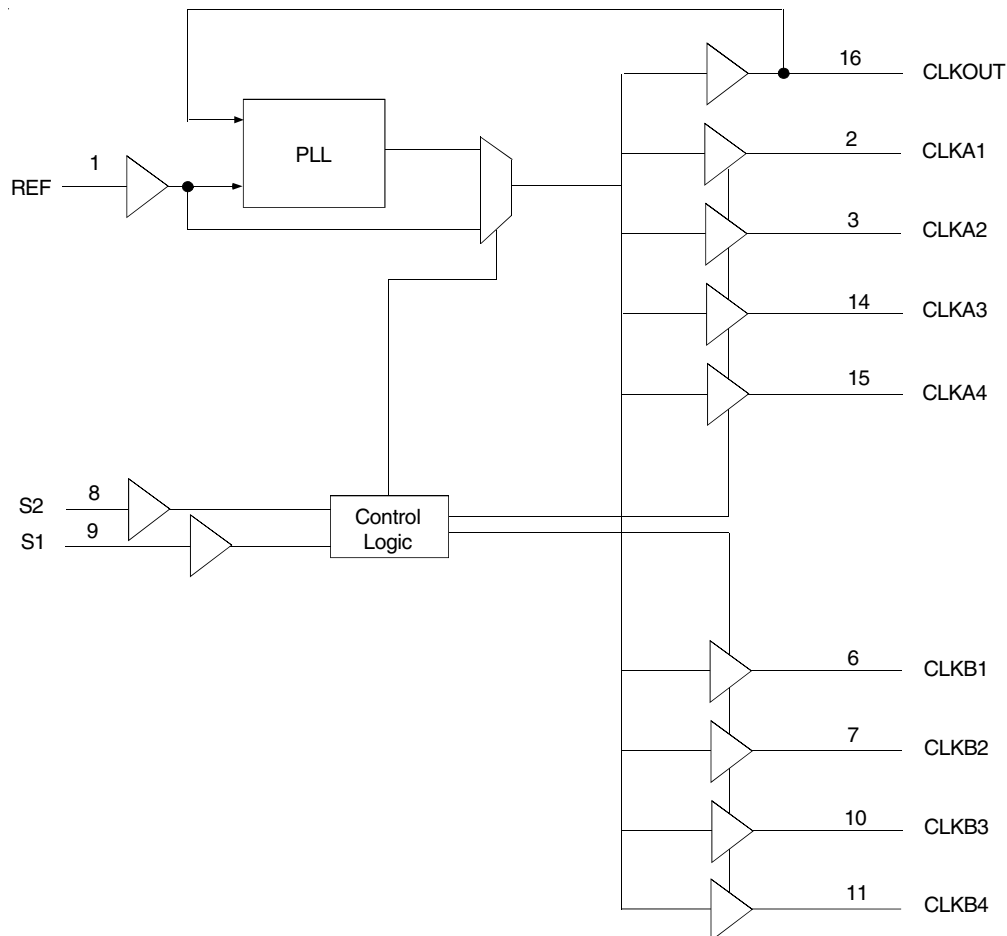 16 CLKOUT
PLL
2 CLKA1
1
REF
3 CLKA2
14 CLKA3
15 CLKA4
S2 8
S1 9
Control
Logic
6 CLKB1
7 CLKB2
10 CLKB3
11 CLKB4